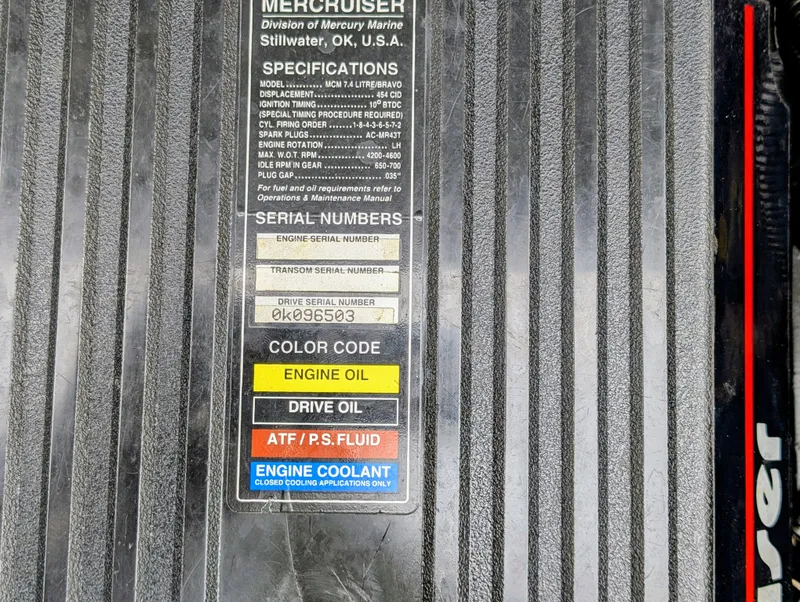 MERCRUISER
Division of Mercury Marine
Stillwater, OK, U.S.A.
SPECIFICATIONS
MODEL........... MCM 7.4 LITRE/BRAVO
DISPLACEMENT.................... 454 CID
IGNITION TIMING................ 10° BTDC
(SPECIAL TIMING PROCEDURE REQUIRED)
CYL. FIRING ORDER .......1-8-4-3-6-5-7-2
SPARK PLUGS................. AC-MR43T
ENGINE ROTATION .................... LH
MAX. W.O.T. RPM............... 4200-4600
IDLE RPM IN GEAR ................. 650-700
PLUG GAP............................ .035"
For fuel and oil requirements refer to
Operations & Maintenance Manual
SERIAL NUMBERS
ENGINE SERIAL NUMBER
TRANSOM SERIAL NUMBER
DRIVE SERIAL NUMBER
0k096503
COLOR CODE
ENGINE OIL
DRIVE OIL
ATF / P.S. FLUID
ENGINE COOLANT
CLOSED COOLING APPLICATIONS ONLY
iser